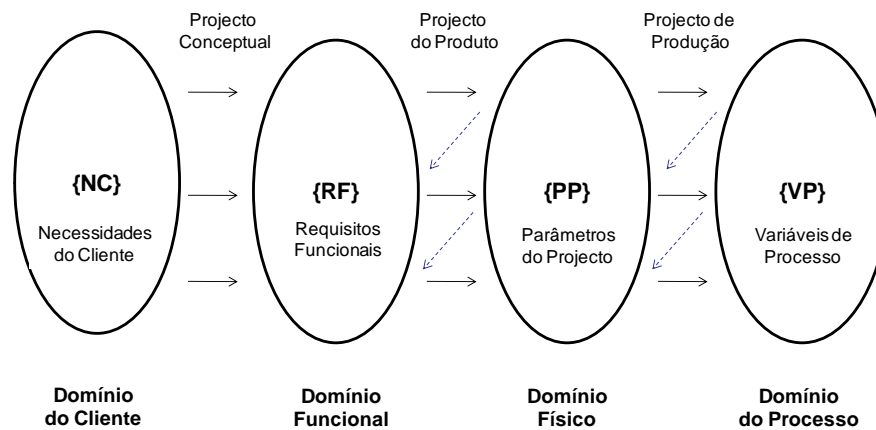 Projecto
Conceptual
Projecto
do Produto
Projecto de
Produção
{NC}
Necessidades
do Cliente
{RF}
Requisitos
Funcionais
{PP}
Parâmetros
do Projecto
{VP}
Variáveis de
Processo
Domínio
do Cliente
Domínio
Funcional
Domínio
Físico
Domínio
do Processo